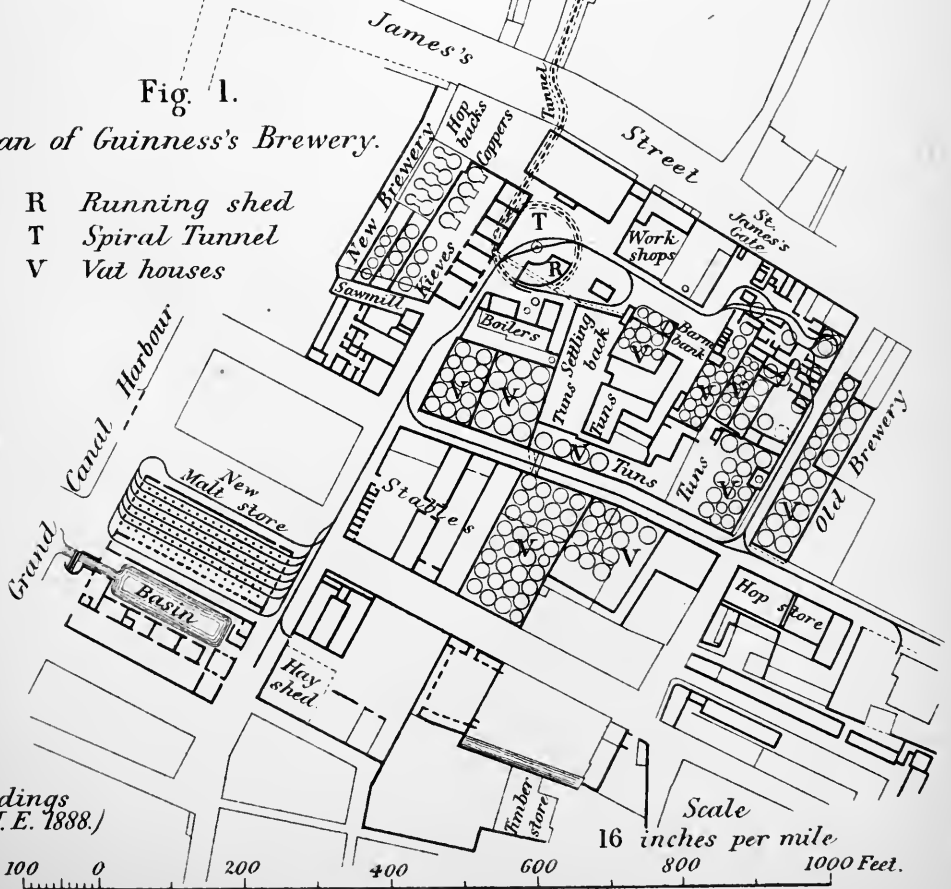 James's
Street
Fig. 1.
an of Guinness's Brewery.
R Running shed
T Spiral Tunnel
V Vat houses
Tunnel
Hop backs
Coppers
New Brewery
Kieves
Sawmill
T
R
Work shops
St. James's Gate
Boilers
Settling back
Tuns
Tuns
Barm bank
V
V
V
V
V
Tuns
Tuns
V
V
V
Old Brewery
Canal Harbour
Grand
New Malt store
Basin
Stables
V
V
Hop store
Hay shed.
Timber store
dings
I. E. 1888.)
Scale
16 inches per mile
100 0 200 400 600 800 1000 Feet.